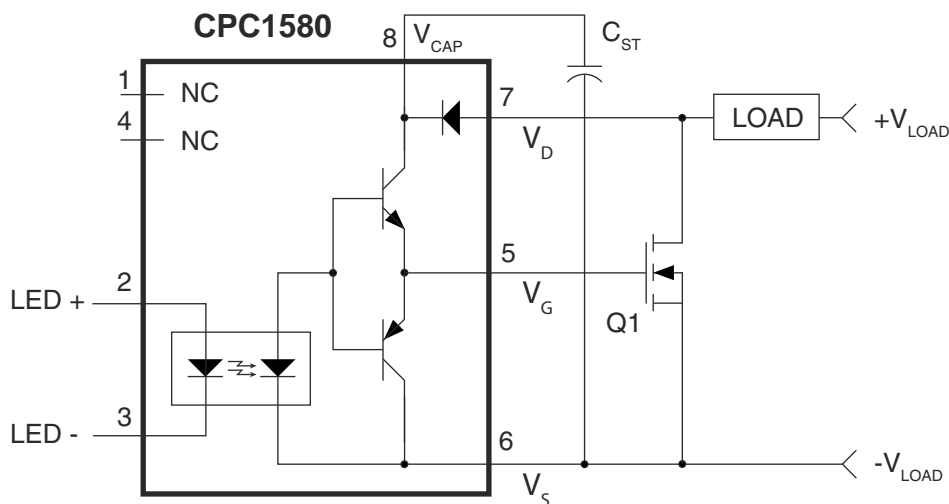 CPC1580
8 V_CAP
C_ST
1 NC
4 NC
7
V_D
LOAD
+V_LOAD
5
V_G
Q1
2
LED +
3
LED -
6
V_S
-V_LOAD